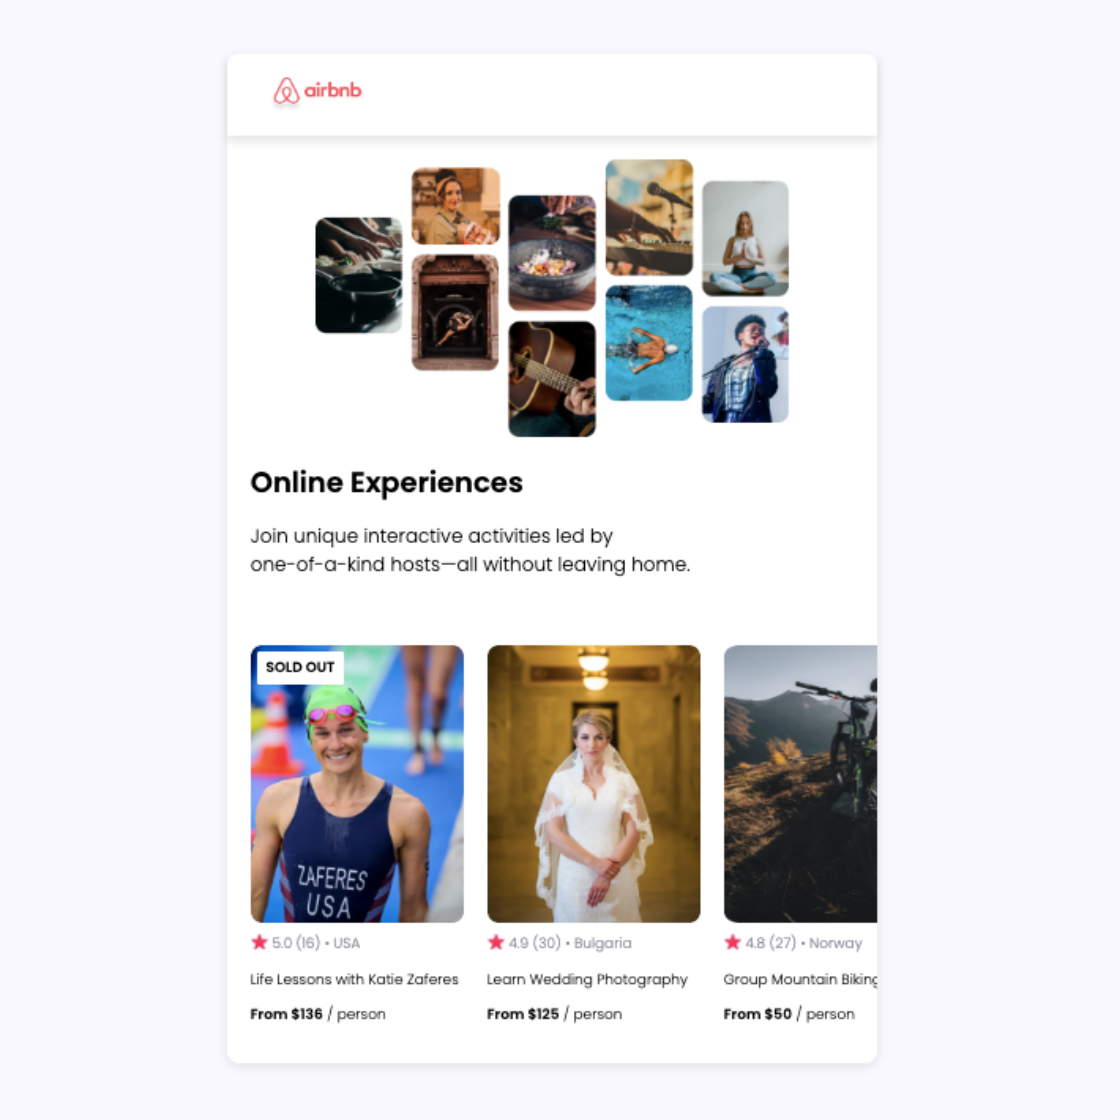 airbnb
Online Experiences
Join unique interactive activities led by
one-of-a-kind hosts—all without leaving home.
SOLD OUT
ZAFERES
USA
5.0 (16) • USA
Life Lessons with Katie Zaferes
From $136 / person
4.9 (30) • Bulgaria
Learn Wedding Photography
From $125 / person
4.8 (27) • Norway
Group Mountain Biking
From $50 / person